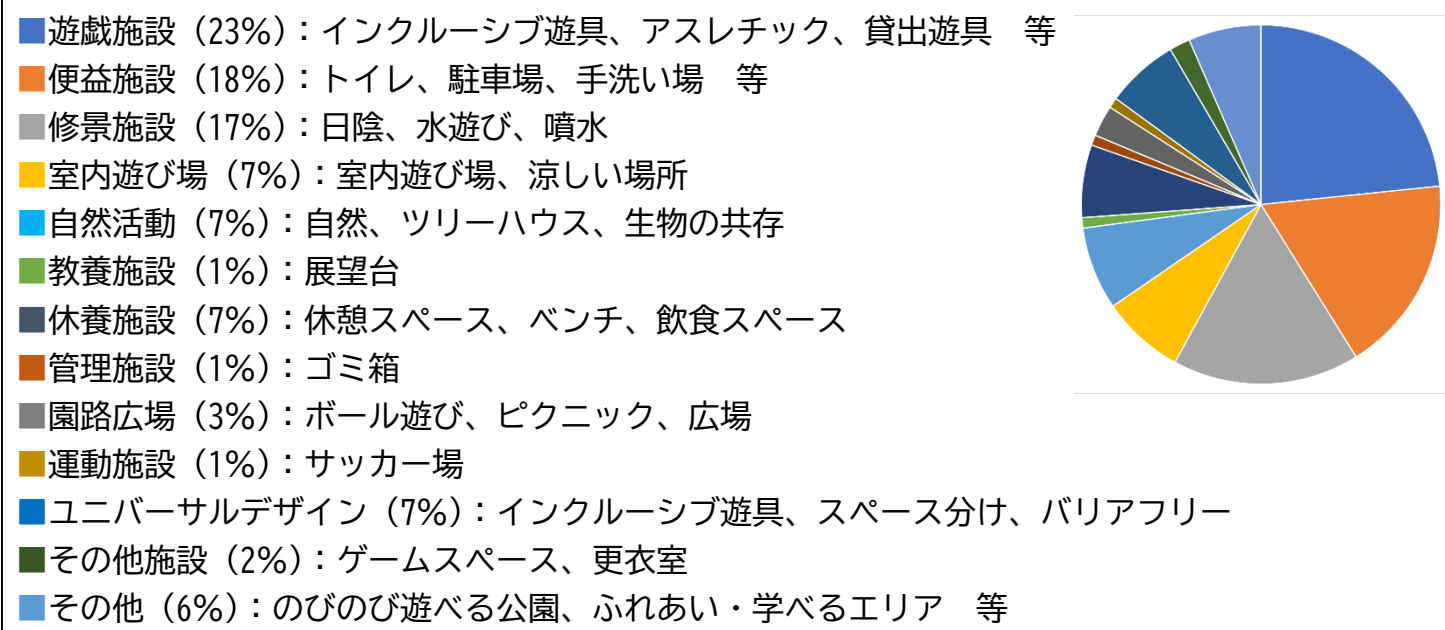 ■遊戯施設（23%）：インクルーシブ遊具、アスレチック、貸出遊具　等
■便益施設（18%）：トイレ、駐車場、手洗い場　等
■修景施設（17%）：日陰、水遊び、噴水
■室内遊び場（7%）：室内遊び場、涼しい場所
■自然活動（7%）：自然、ツリーハウス、生物の共存
■教養施設（1%）：展望台
■休養施設（7%）：休憩スペース、ベンチ、飲食スペース
■管理施設（1%）：ゴミ箱
■園路広場（3%）：ボール遊び、ピクニック、広場
■運動施設（1%）：サッカー場
■ユニバーサルデザイン（7%）：インクルーシブ遊具、スペース分け、バリアフリー
■その他施設（2%）：ゲームスペース、更衣室
■その他（6%）：のびのび遊べる公園、ふれあい・学べるエリア　等